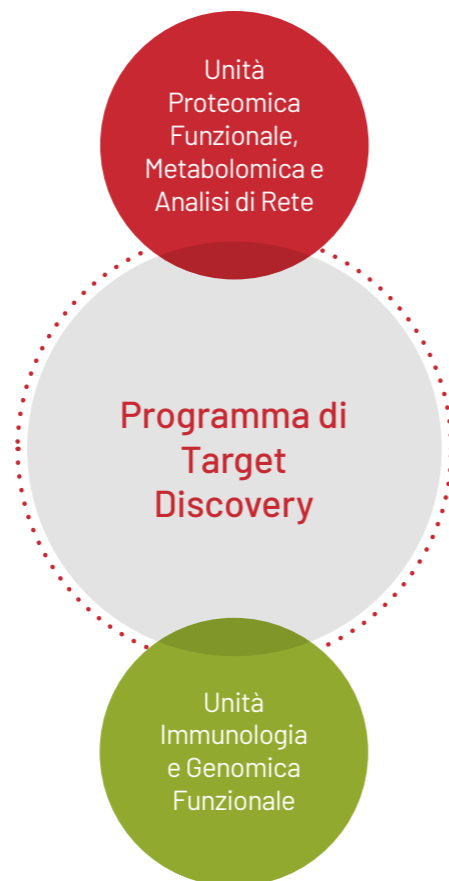 Unità
Proteomica
Funzionale,
Metabolomica e
Analisi di Rete
Programma di
Target
Discovery
Unità
Immunologia
e Genomica
Funzionale